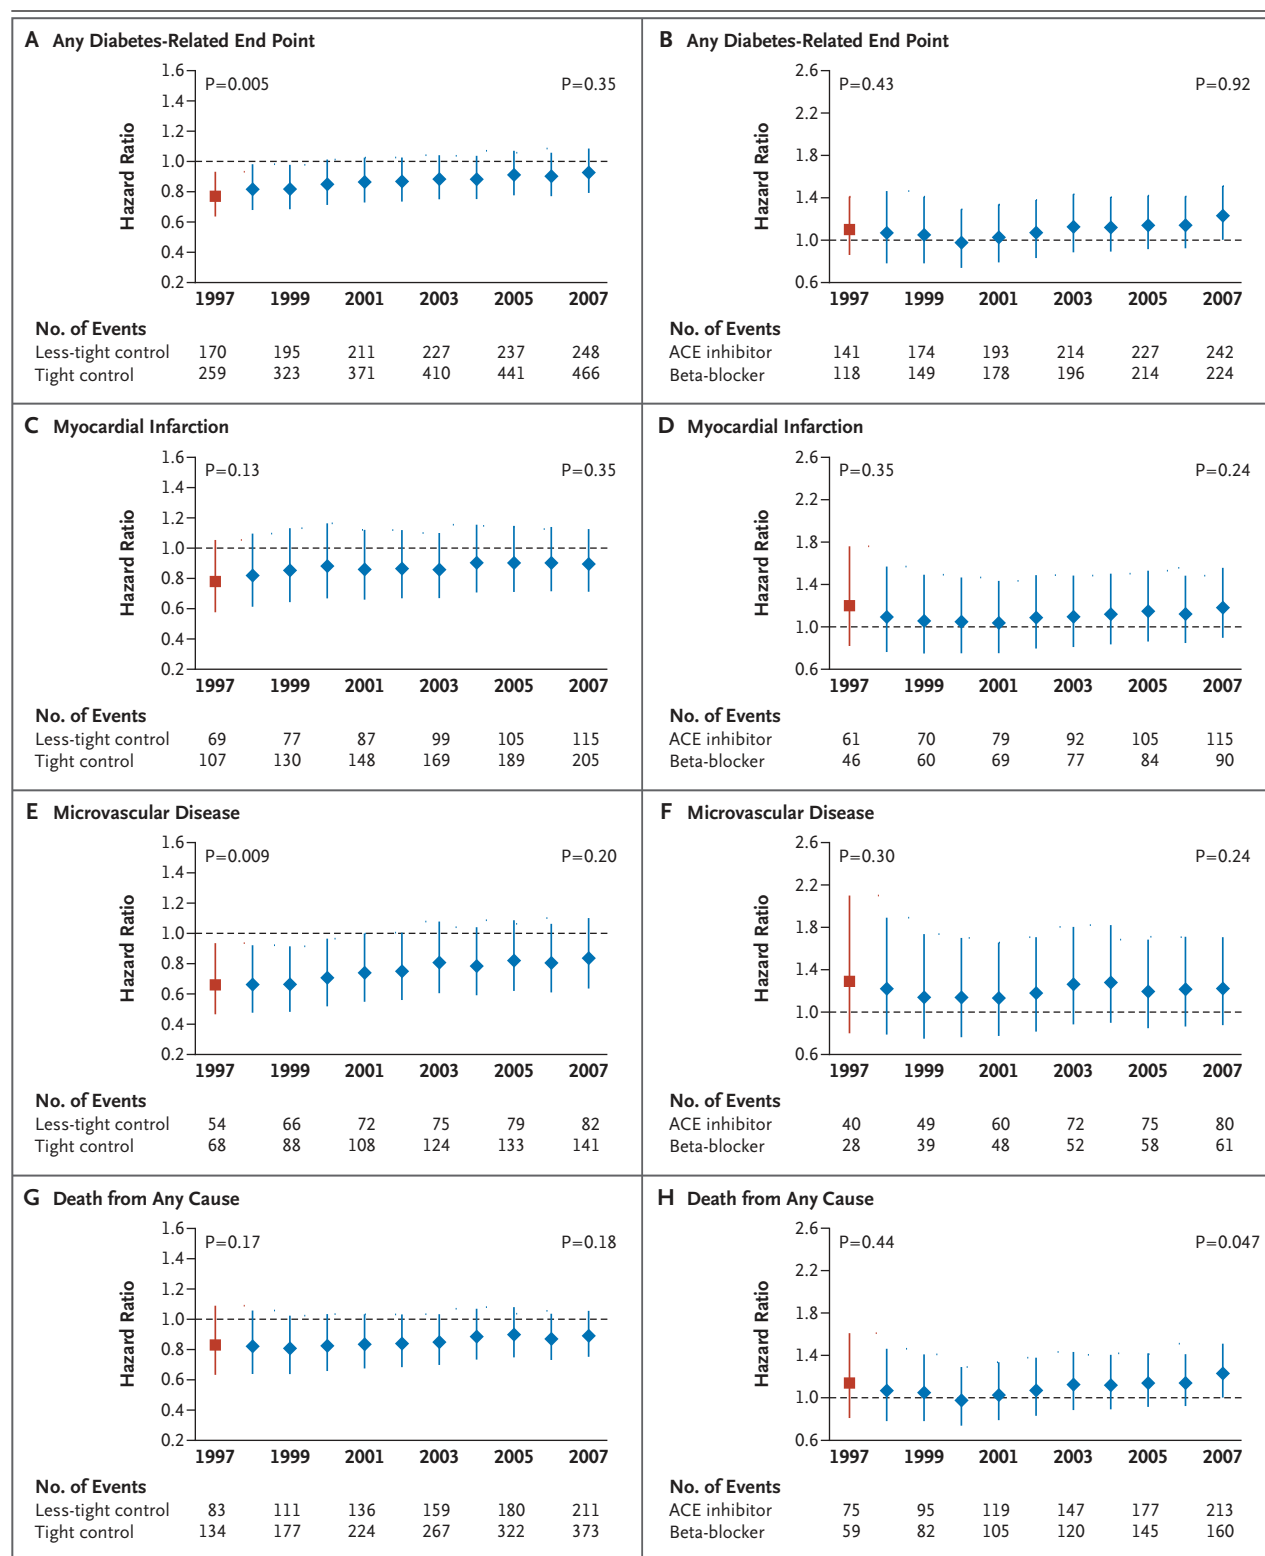 A Any Diabetes-Related End Point
Hazard Ratio
1.6
1.4
1.2
1.0
0.8
0.6
0.4
0.2
P=0.005 P=0.35
1997 1999 2001 2003 2005 2007
No. of Events
Less-tight control 170 195 211 227 237 248
Tight control 259 323 371 410 441 466
B Any Diabetes-Related End Point
Hazard Ratio
2.6
2.2
1.8
1.4
1.0
0.6
P=0.43 P=0.92
1997 1999 2001 2003 2005 2007
No. of Events
ACE inhibitor 141 174 193 214 227 242
Beta-blocker 118 149 178 196 214 224
C Myocardial Infarction
Hazard Ratio
1.6
1.4
1.2
1.0
0.8
0.6
0.4
0.2
P=0.13 P=0.35
1997 1999 2001 2003 2005 2007
No. of Events
Less-tight control 69 77 87 99 105 115
Tight control 107 130 148 169 189 205
D Myocardial Infarction
Hazard Ratio
2.6
2.2
1.8
1.4
1.0
0.6
P=0.35 P=0.24
1997 1999 2001 2003 2005 2007
No. of Events
ACE inhibitor 61 70 79 92 105 115
Beta-blocker 46 60 69 77 84 90
E Microvascular Disease
Hazard Ratio
1.6
1.4
1.2
1.0
0.8
0.6
0.4
0.2
P=0.009 P=0.20
1997 1999 2001 2003 2005 2007
No. of Events
Less-tight control 54 66 72 75 79 82
Tight control 68 88 108 124 133 141
F Microvascular Disease
Hazard Ratio
2.6
2.2
1.8
1.4
1.0
0.6
P=0.30 P=0.24
1997 1999 2001 2003 2005 2007
No. of Events
ACE inhibitor 40 49 60 72 75 80
Beta-blocker 28 39 48 52 58 61
G Death from Any Cause
Hazard Ratio
1.6
1.4
1.2
1.0
0.8
0.6
0.4
0.2
P=0.17 P=0.18
1997 1999 2001 2003 2005 2007
No. of Events
Less-tight control 83 111 136 159 180 211
Tight control 134 177 224 267 322 373
H Death from Any Cause
Hazard Ratio
2.6
2.2
1.8
1.4
1.0
0.6
P=0.44 P=0.047
1997 1999 2001 2003 2005 2007
No. of Events
ACE inhibitor 75 95 119 147 177 213
Beta-blocker 59 82 105 120 145 160